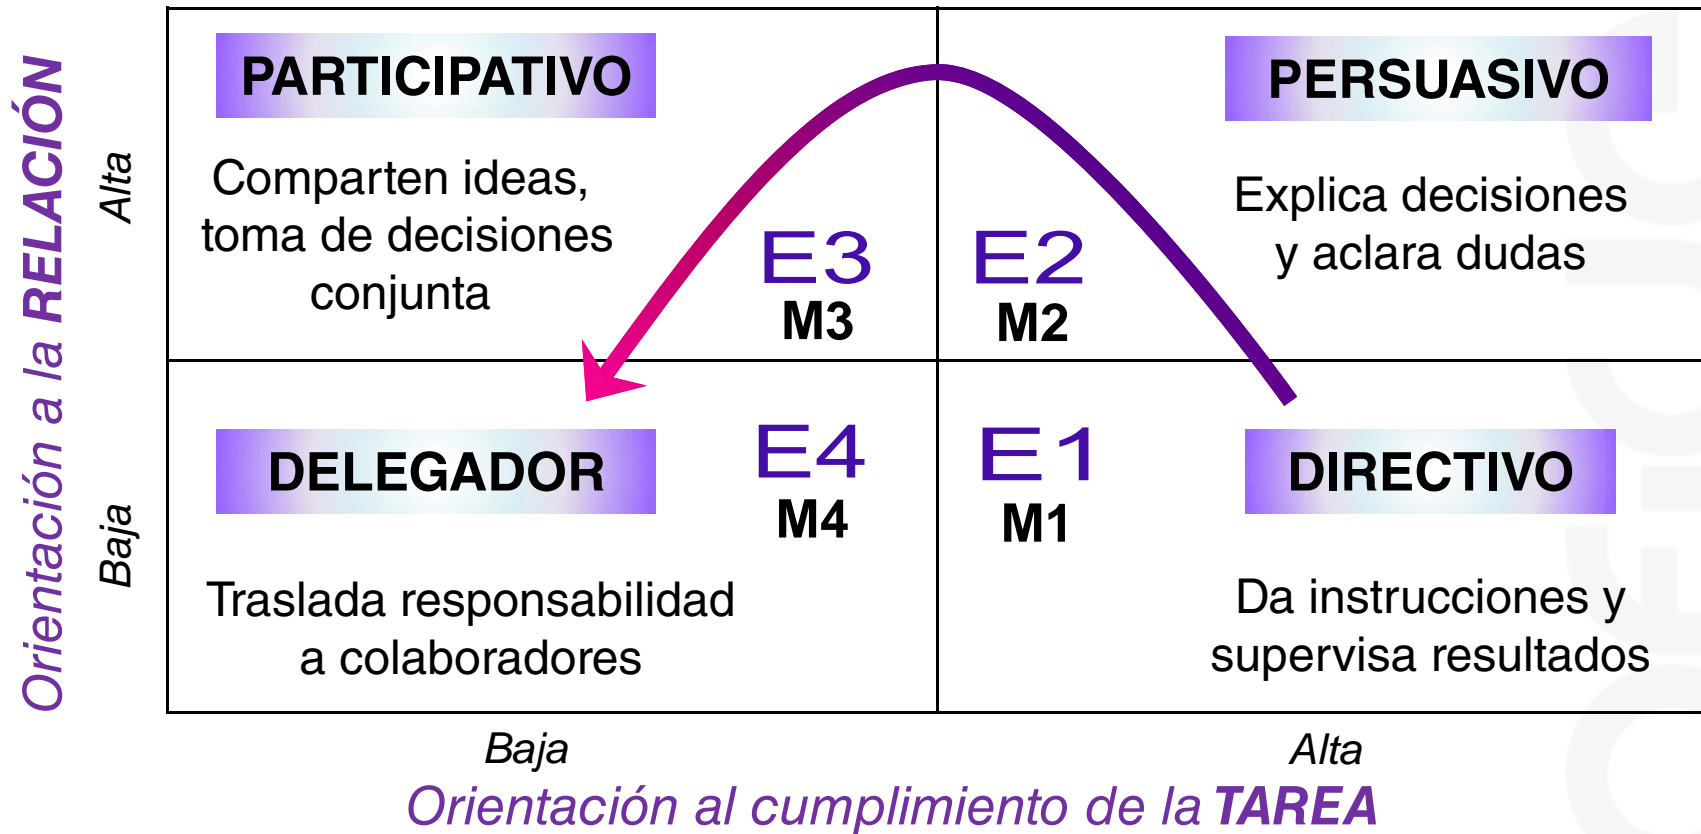 Orientación a la RELACIÓN
Alta
Baja
PARTICIPATIVO
Comparten ideas,
toma de decisiones
conjunta
E3
M3
PERSUASIVO
Explica decisiones
y aclara dudas
E2
M2
DELEGADOR
Traslada responsabilidad
a colaboradores
E4
M4
DIRECTIVO
Da instrucciones y
supervisa resultados
E1
M1
Baja
Alta
Orientación al cumplimiento de la TAREA